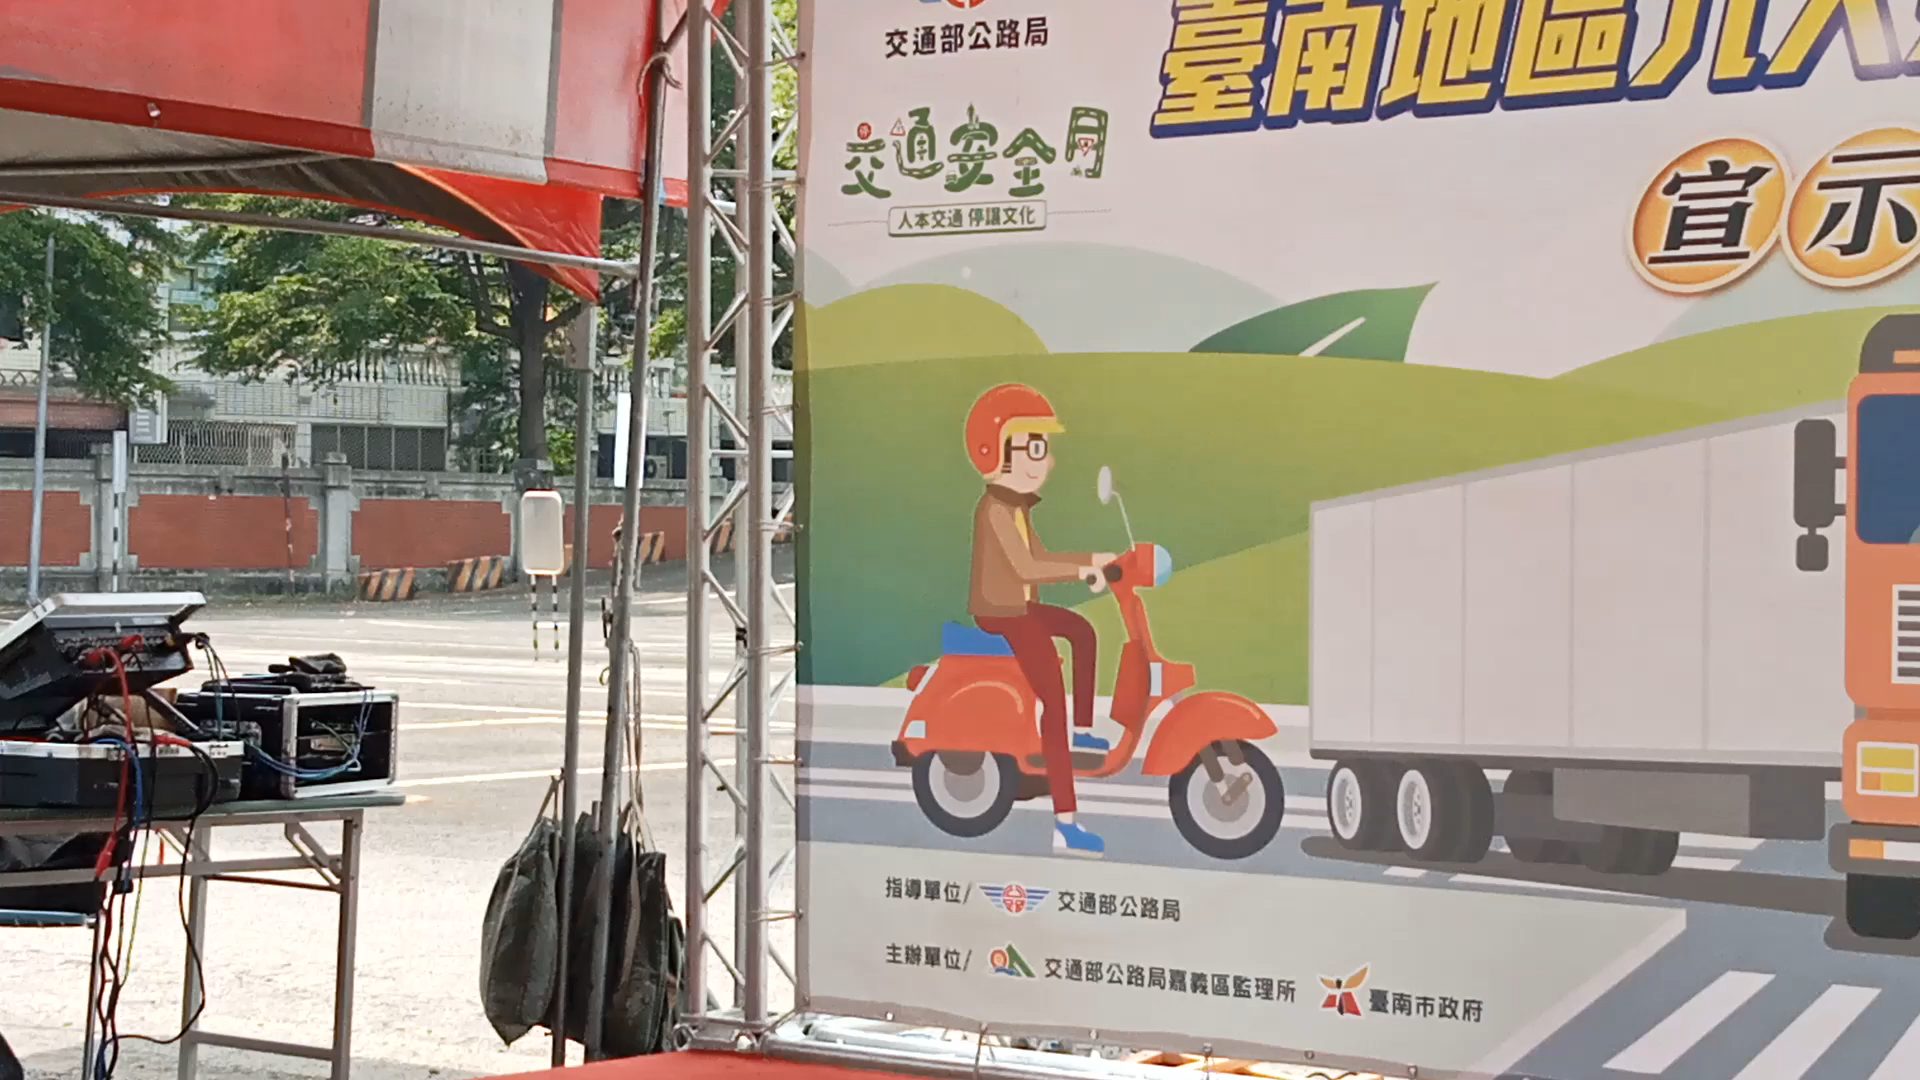 交通部公路局
臺南地區九大
交通安全月
人本交通 停讓文化
宣示
指導單位/ 交通部公路局
主辦單位/ 交通部公路局嘉義區監理所 臺南市政府